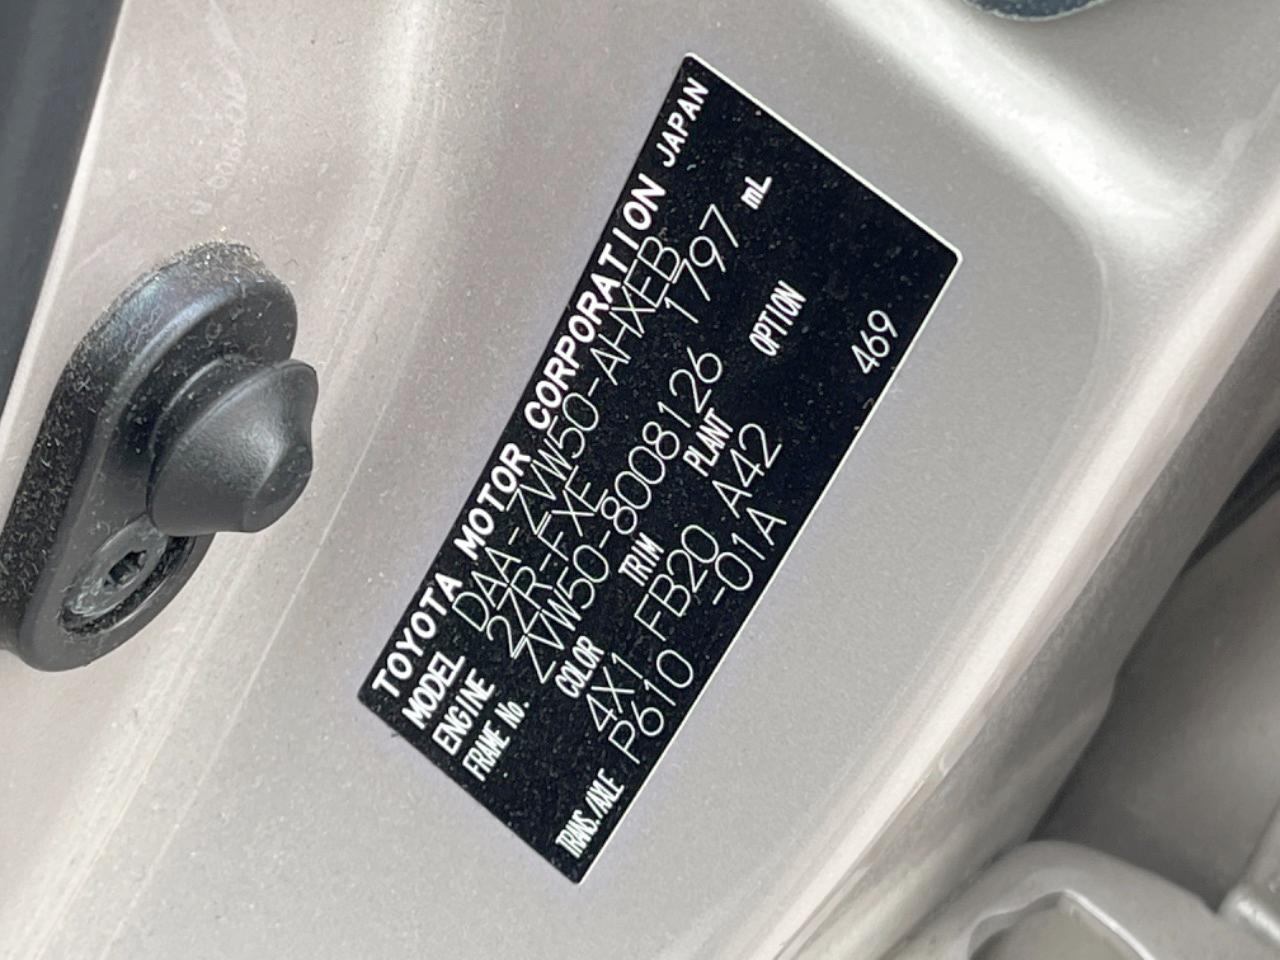 TOYOTA MOTOR CORPORATION JAPAN
MODEL DAA-ZVW50-AHXEB
ENGINE 2ZR-FXE 1797 mL
FRAME No. ZVW50-8008126
COLOR TRIM PLANT OPTION
4X1 FB20 A42
TRANS./AXLE P610 -01A 469